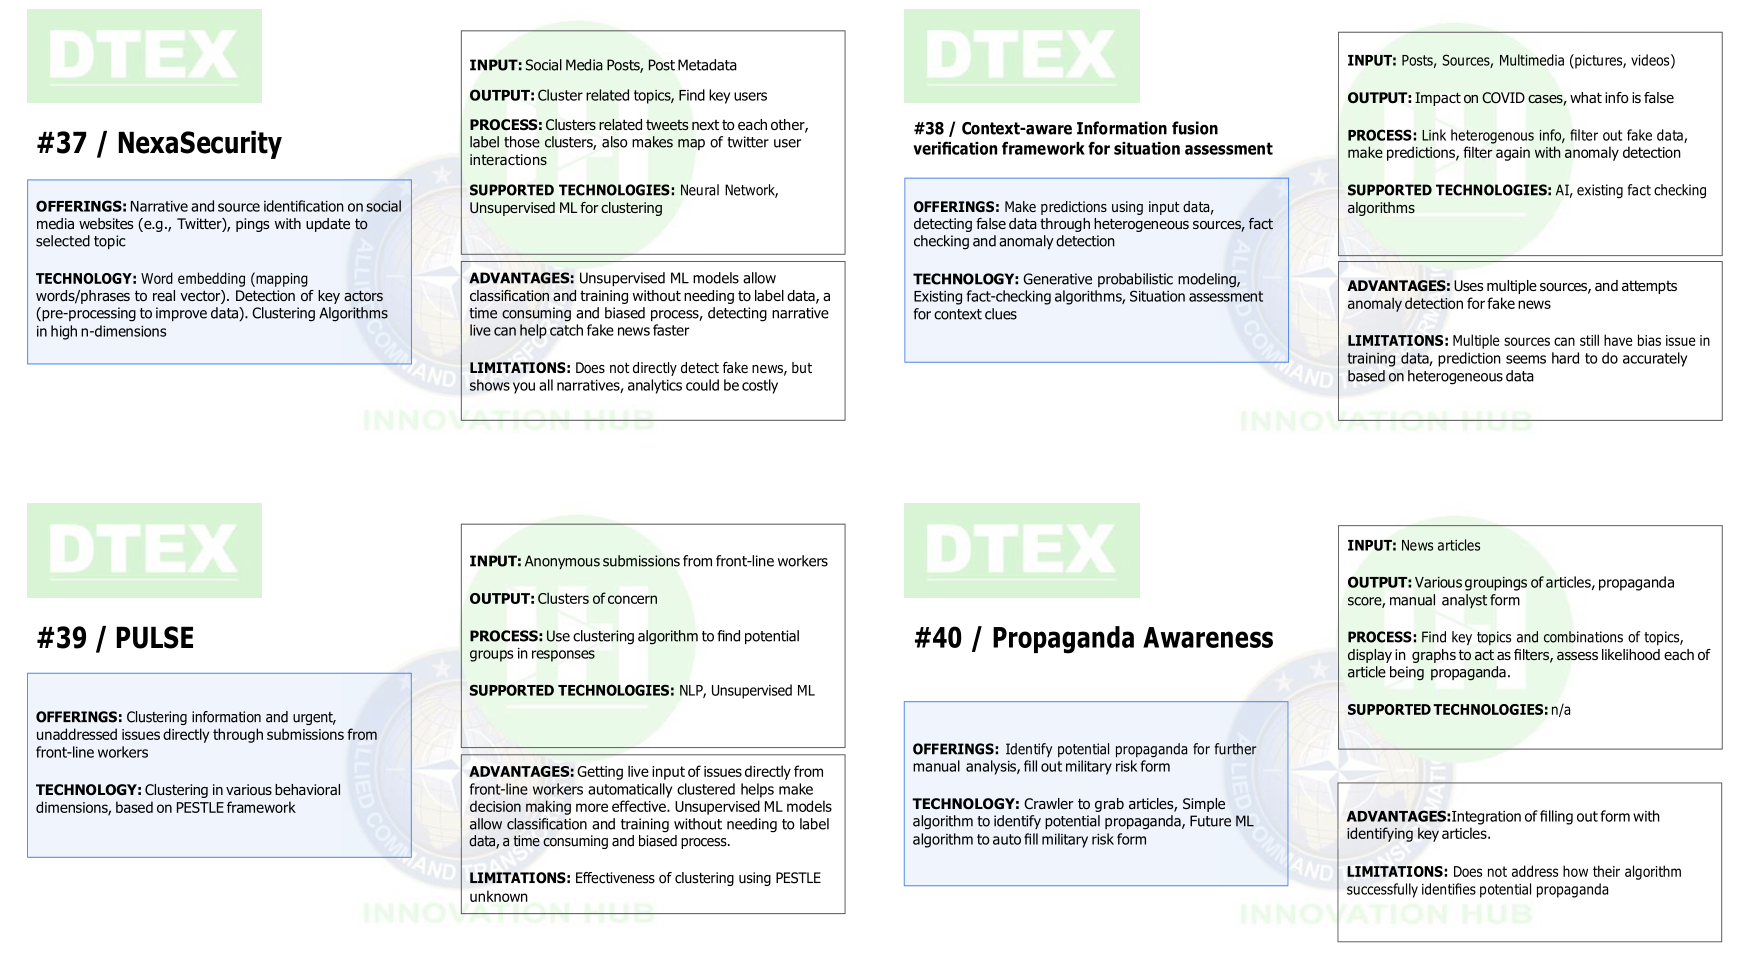 DTEX
#37 / NexaSecurity
OFFERINGS: Narrative and source identification on social
media websites (e.g., Twitter), pings with update to
selected topic
TECHNOLOGY: Word embedding (mapping
words/phrases to real vector). Detection of key actors
(pre-processing to improve data). Clustering Algorithms
in high n-dimensions
INPUT: Social Media Posts, Post Metadata
OUTPUT: Cluster related topics, Find key users
PROCESS: Clusters related tweets next to each other,
label those clusters, also makes map of twitter user
interactions
SUPPORTED TECHNOLOGIES: Neural Network,
Unsupervised ML for clustering
ADVANTAGES: Unsupervised ML models allow
classification and training without needing to label data, a
time consuming and biased process, detecting narrative
live can help catch fake news faster
LIMITATIONS: Does not directly detect fake news, but
shows you all narratives, analytics could be costly
INNOVATION HUB
DTEX
#38 / Context-aware Information fusion
verification framework for situation assessment
OFFERINGS: Make predictions using input data,
detecting false data through heterogeneous sources, fact
checking and anomaly detection
TECHNOLOGY: Generative probabilistic modeling,
Existing fact-checking algorithms, Situation assessment
for context clues
INPUT: Posts, Sources, Multimedia (pictures, videos)
OUTPUT: Impact on COVID cases, what info is false
PROCESS: Link heterogenous info, filter out fake data,
make predictions, filter again with anomaly detection
SUPPORTED TECHNOLOGIES: AI, existing fact checking
algorithms
ADVANTAGES: Uses multiple sources, and attempts
anomaly detection for fake news
LIMITATIONS: Multiple sources can still have bias issue in
training data, prediction seems hard to do accurately
based on heterogeneous data
INNOVATION HUB
DTEX
#39 / PULSE
OFFERINGS: Clustering information and urgent,
unaddressed issues directly through submissions from
front-line workers
TECHNOLOGY: Clustering in various behavioral
dimensions, based on PESTLE framework
INPUT: Anonymous submissions from front-line workers
OUTPUT: Clusters of concern
PROCESS: Use clustering algorithm to find potential
groups in responses
SUPPORTED TECHNOLOGIES: NLP, Unsupervised ML
ADVANTAGES: Getting live input of issues directly from
front-line workers automatically clustered helps make
decision making more effective. Unsupervised ML models
allow classification and training without needing to label
data, a time consuming and biased process.
LIMITATIONS: Effectiveness of clustering using PESTLE
unknown
INNOVATION HUB
DTEX
#40 / Propaganda Awareness
OFFERINGS: Identify potential propaganda for further
manual analysis, fill out military risk form
TECHNOLOGY: Crawler to grab articles, Simple
algorithm to identify potential propaganda, Future ML
algorithm to auto fill military risk form
INPUT: News articles
OUTPUT: Various groupings of articles, propaganda
score, manual analyst form
PROCESS: Find key topics and combinations of topics,
display in graphs to act as filters, assess likelihood each of
article being propaganda.
SUPPORTED TECHNOLOGIES: n/a
ADVANTAGES:Integration of filling out form with
identifying key articles.
LIMITATIONS: Does not address how their algorithm
successfully identifies potential propaganda
INNOVATION HUB